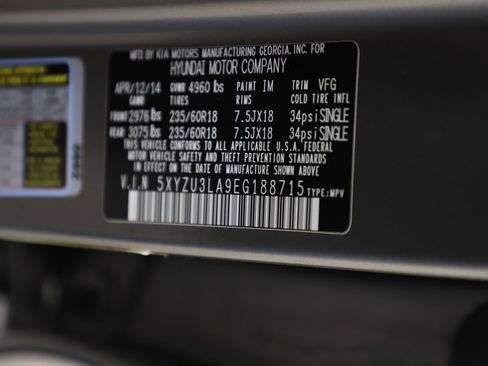 MFD. BY KIA MOTORS MANUFACTURING GEORGIA, INC. FOR
HYUNDAI MOTOR COMPANY
APR/12/14 GVWR 4960 lbs PAINT IM TRIM VFG
GAWR TIRES RIMS COLD TIRE INFL
FRONT 2976 lbs 235/60R18 7.5JX18 34psi SINGLE
REAR 3075 lbs 235/60R18 7.5JX18 34psi SINGLE
THIS VEHICLE CONFORMS TO ALL APPLICABLE U.S.A. FEDERAL
MOTOR VEHICLE SAFETY AND THEFT PREVENTION STANDARDS
IN EFFECT ON THE DATE OF MANUFACTURE SHOWN ABOVE
V.I.N 5XYZU3LA9EG188715 TYPE:MPV